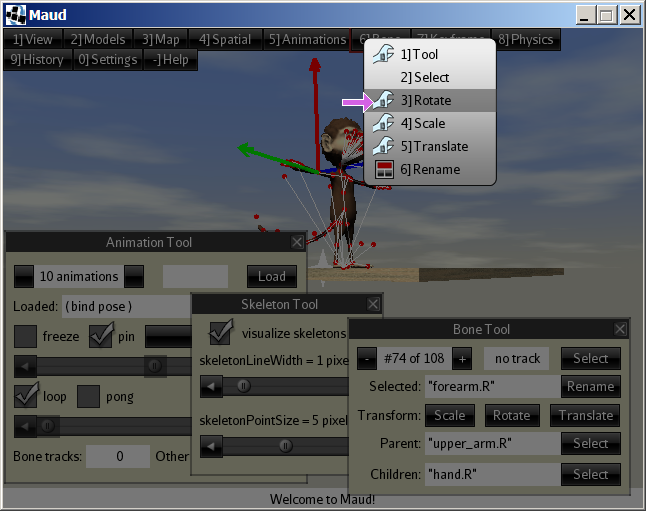 Maud
1] View 2] Models 3] Map 4] Spatial 5] Animations 6] Bone 7] Keyframe 8] Physics
9] History 0] Settings -] Help
1] Tool
2] Select
3] Rotate
4] Scale
5] Translate
6] Rename
Animation Tool
10 animations Load
Loaded: ( bind pose )
freeze pin
loop pong
Bone tracks: 0 Other
Skeleton Tool
visualize skeletons
skeletonLineWidth = 1 pixe
skeletonPointSize = 5 pixel
Bone Tool
- #74 of 108 + no track Select
Selected: "forearm.R" Rename
Transform: Scale Rotate Translate
Parent: "upper_arm.R" Select
Children: "hand.R" Select
Welcome to Maud!